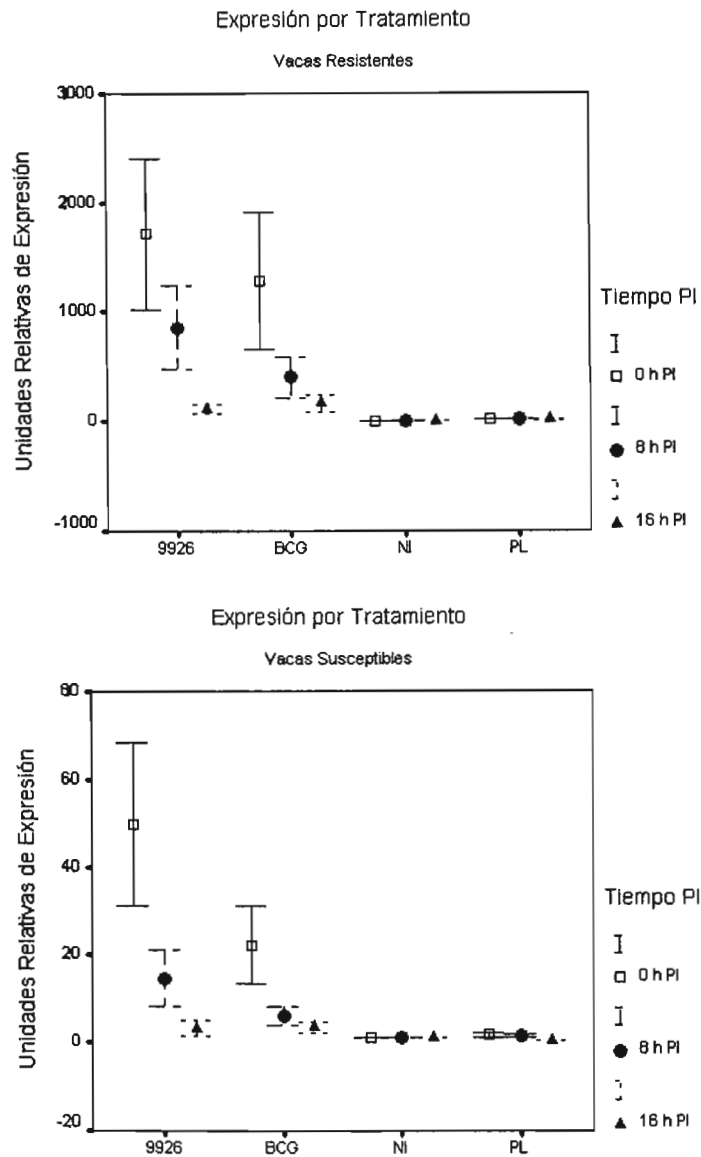 Expresión por Tratamiento
Vacas Resistentes
Unidades Relativas de Expresión
3000
2000
1000
0
-1000
9926
BCG
NI
PL
Tiempo PI
0 h PI
8 h PI
16 h PI
Expresión por Tratamiento
Vacas Susceptibles
Unidades Relativas de Expresión
80
60
40
20
0
-20
9926
BCG
NI
PL
Tiempo PI
0 h PI
8 h PI
16 h PI